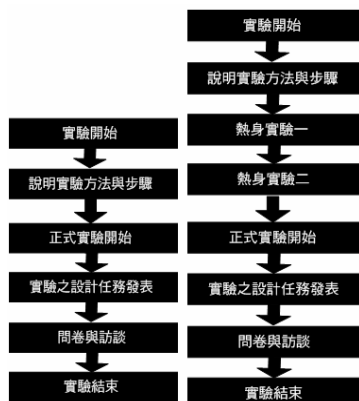 實驗開始
說明實驗方法與步驟
正式實驗開始
實驗之設計任務發表
問卷與訪談
實驗結束
實驗開始
說明實驗方法與步驟
熱身實驗一
熱身實驗二
正式實驗開始
實驗之設計任務發表
問卷與訪談
實驗結束